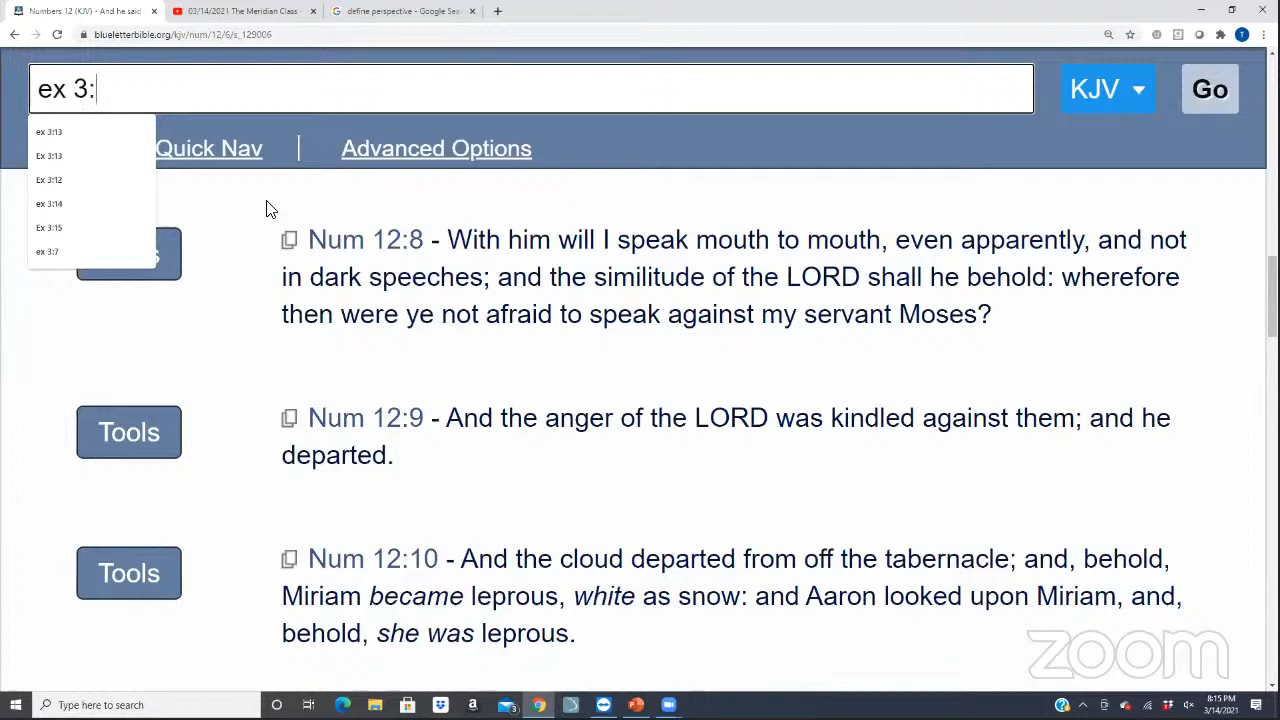 Numbers 12 (KJV) - And he said
03/14/2021 The Meridian Class -
define perspective - Google Sea
blueletterbible.org/kjv/num/12/6/s_129006
T
ex 3:
KJV
Go
ex 3:13
Ex 3:13
Ex 3:12
ex 3:14
Ex 3:15
ex 3:7
Quick Nav
Advanced Options
s
Num 12:8 - With him will I speak mouth to mouth, even apparently, and not
in dark speeches; and the similitude of the LORD shall he behold: wherefore
then were ye not afraid to speak against my servant Moses?
Tools
Num 12:9 - And the anger of the LORD was kindled against them; and he
departed.
Tools
Num 12:10 - And the cloud departed from off the tabernacle; and, behold,
Miriam became leprous, white as snow: and Aaron looked upon Miriam, and,
behold, she was leprous.
zoom
Type here to search
8:15 PM
3/14/2021